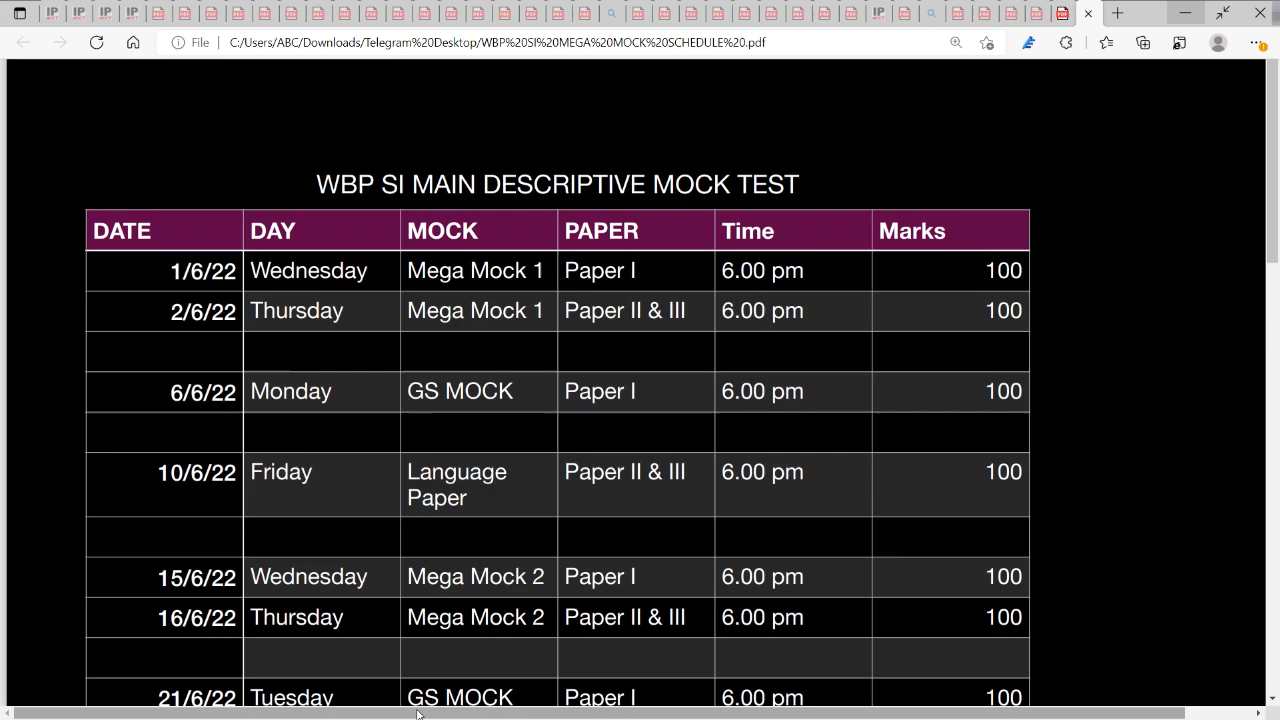 File
C:/Users/ABC/Downloads/Telegram%20Desktop/WBP%20SI%20MEGA%20MOCK%20SCHEDULE%20.pdf
WBP SI MAIN DESCRIPTIVE MOCK TEST
DATE DAY MOCK PAPER Time Marks
1/6/22 Wednesday Mega Mock 1 Paper I 6.00 pm 100
2/6/22 Thursday Mega Mock 1 Paper II & III 6.00 pm 100
6/6/22 Monday GS MOCK Paper I 6.00 pm 100
10/6/22 Friday Language Paper II & III 6.00 pm 100
Paper
15/6/22 Wednesday Mega Mock 2 Paper I 6.00 pm 100
16/6/22 Thursday Mega Mock 2 Paper II & III 6.00 pm 100
21/6/22 Tuesday GS MOCK Paper I 6.00 pm 100